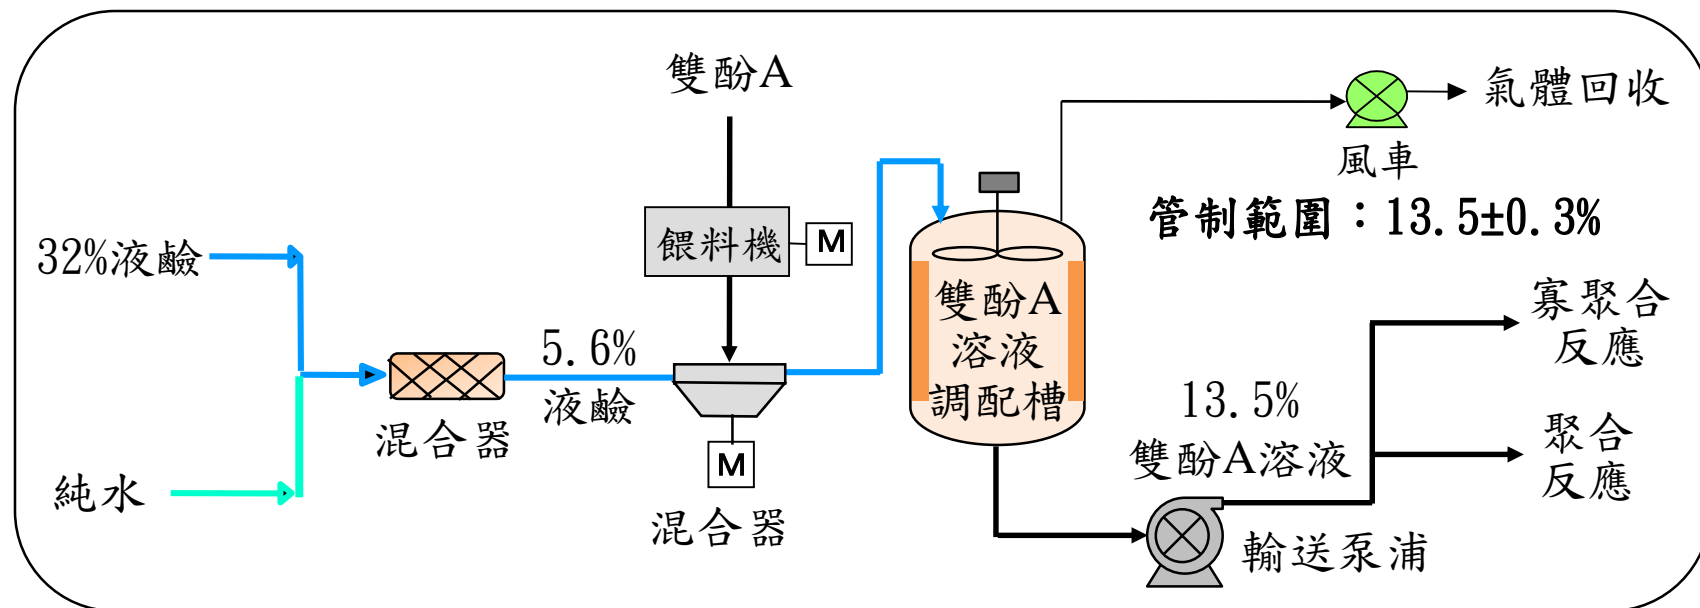 雙酚A
氣體回收
風車
管制範圍：13.5±0.3%
32%液鹼
餵料機
M
雙酚A
溶液
調配槽
寡聚合
反應
5.6%
液鹼
混合器
13.5%
雙酚A溶液
聚合
反應
M
純水
混合器
輸送泵浦